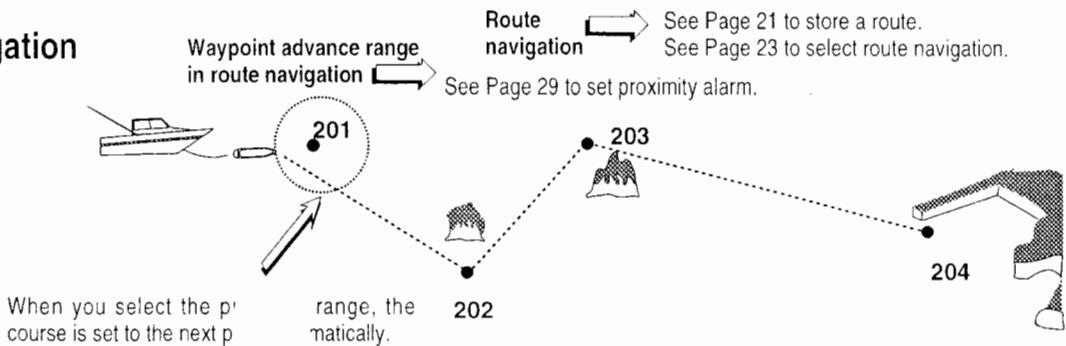 Route
navigation
See Page 21 to store a route.
See Page 23 to select route navigation.
Waypoint advance range
in route navigation
See Page 29 to set proximity alarm.
201
203
202
204
When you select the range, the
course is set to the next